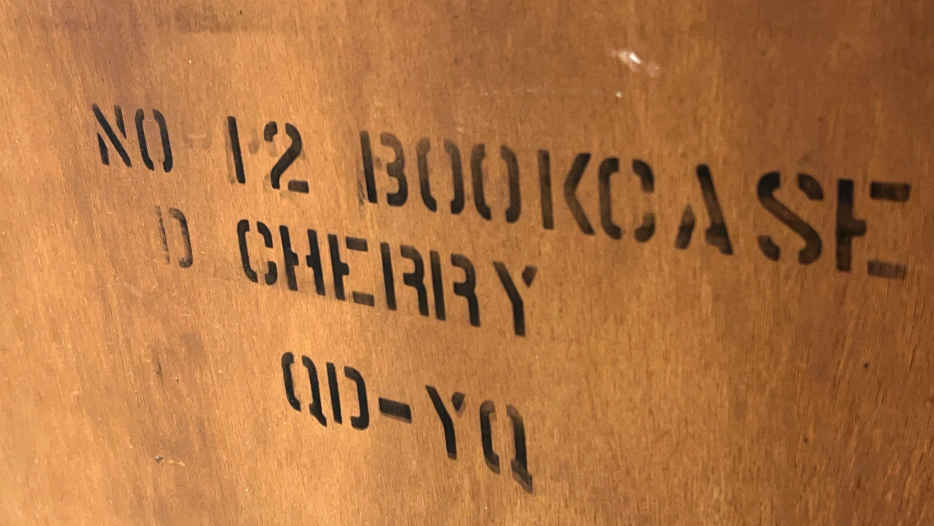 NO 12 BOOKCASE
D CHERRY
QD-YQ